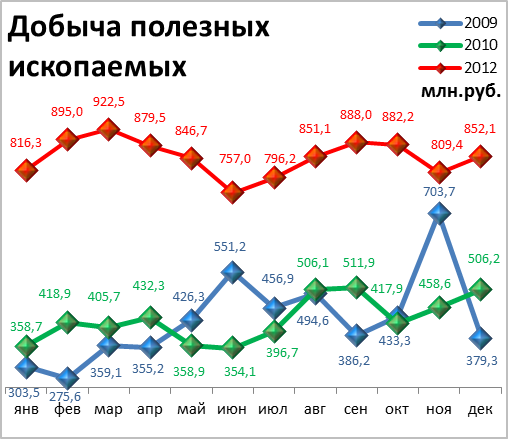 Добыча полезных
ископаемых
2009
2010
2012
млн.руб.
816,3 895,0 922,5 879,5 846,7 757,0 796,2 851,1 888,0 882,2 809,4 852,1
303,5 275,6 359,1 355,2 426,3 551,2 456,9 494,6 386,2 433,3 703,7 379,3
358,7 418,9 405,7 432,3 358,9 354,1 396,7 506,1 511,9 417,9 458,6 506,2
янв фев мар апр май июн июл авг сен окт ноя дек